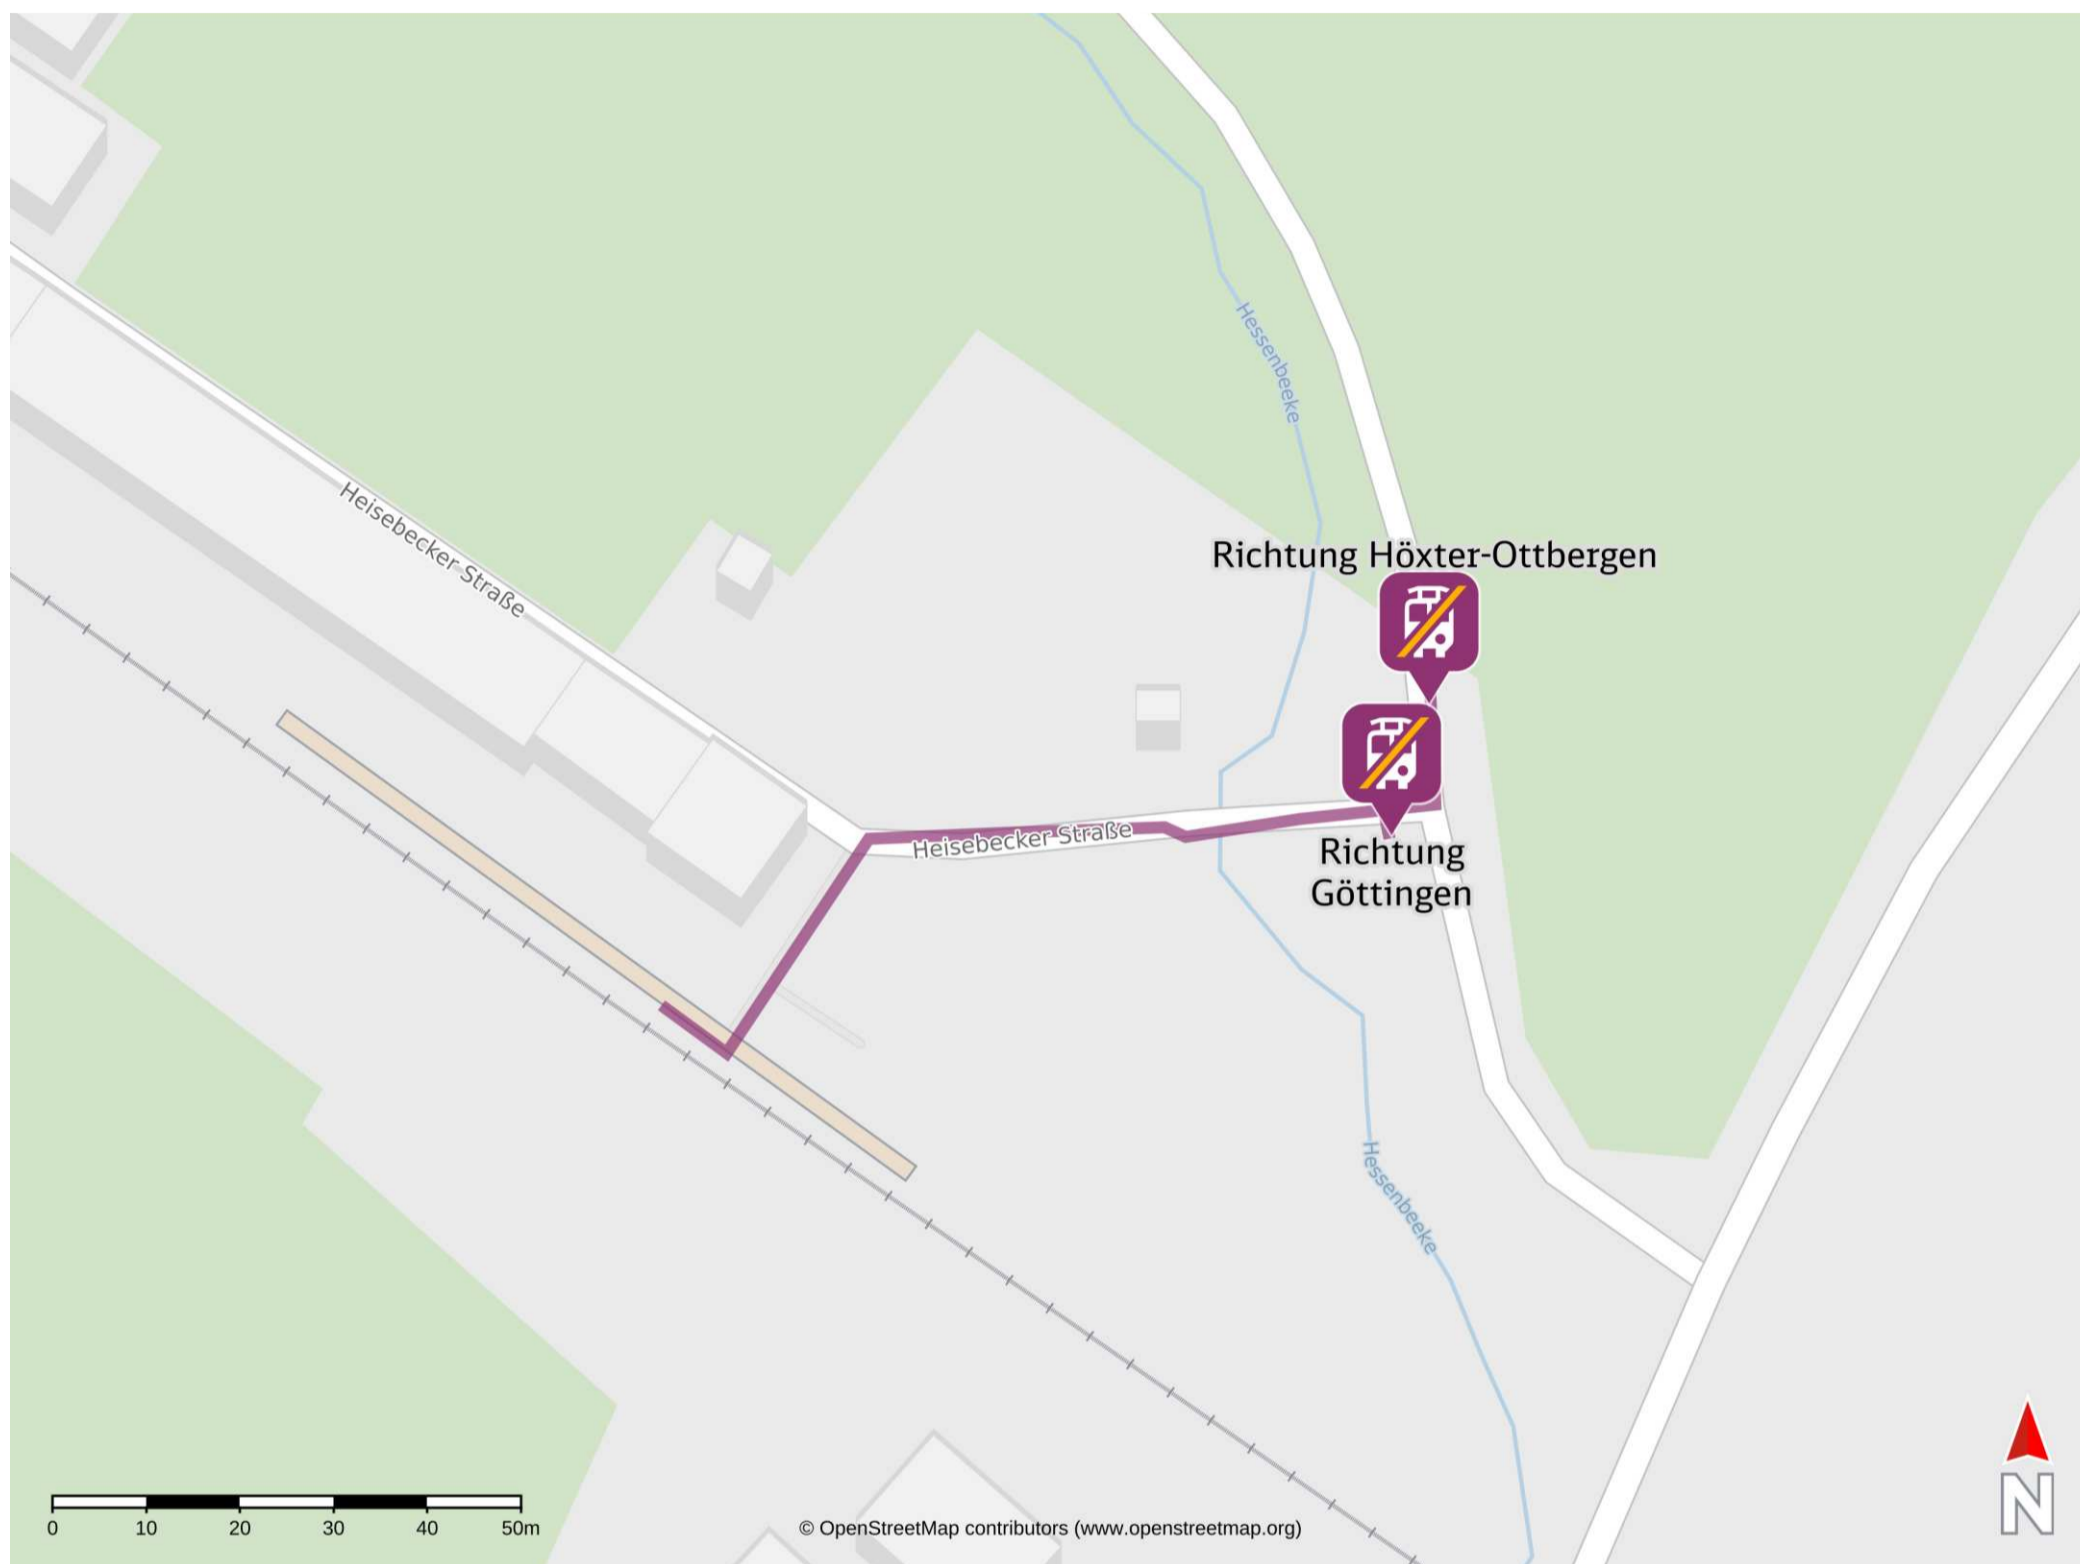 Hessenbeeke
Heisebecker Straße
Richtung Höxter-Ottbergen
Heisebecker Straße
Richtung
Göttingen
Hessenbeeke
0 10 20 30 40 50m
© OpenStreetMap contributors (www.openstreetmap.org)
N